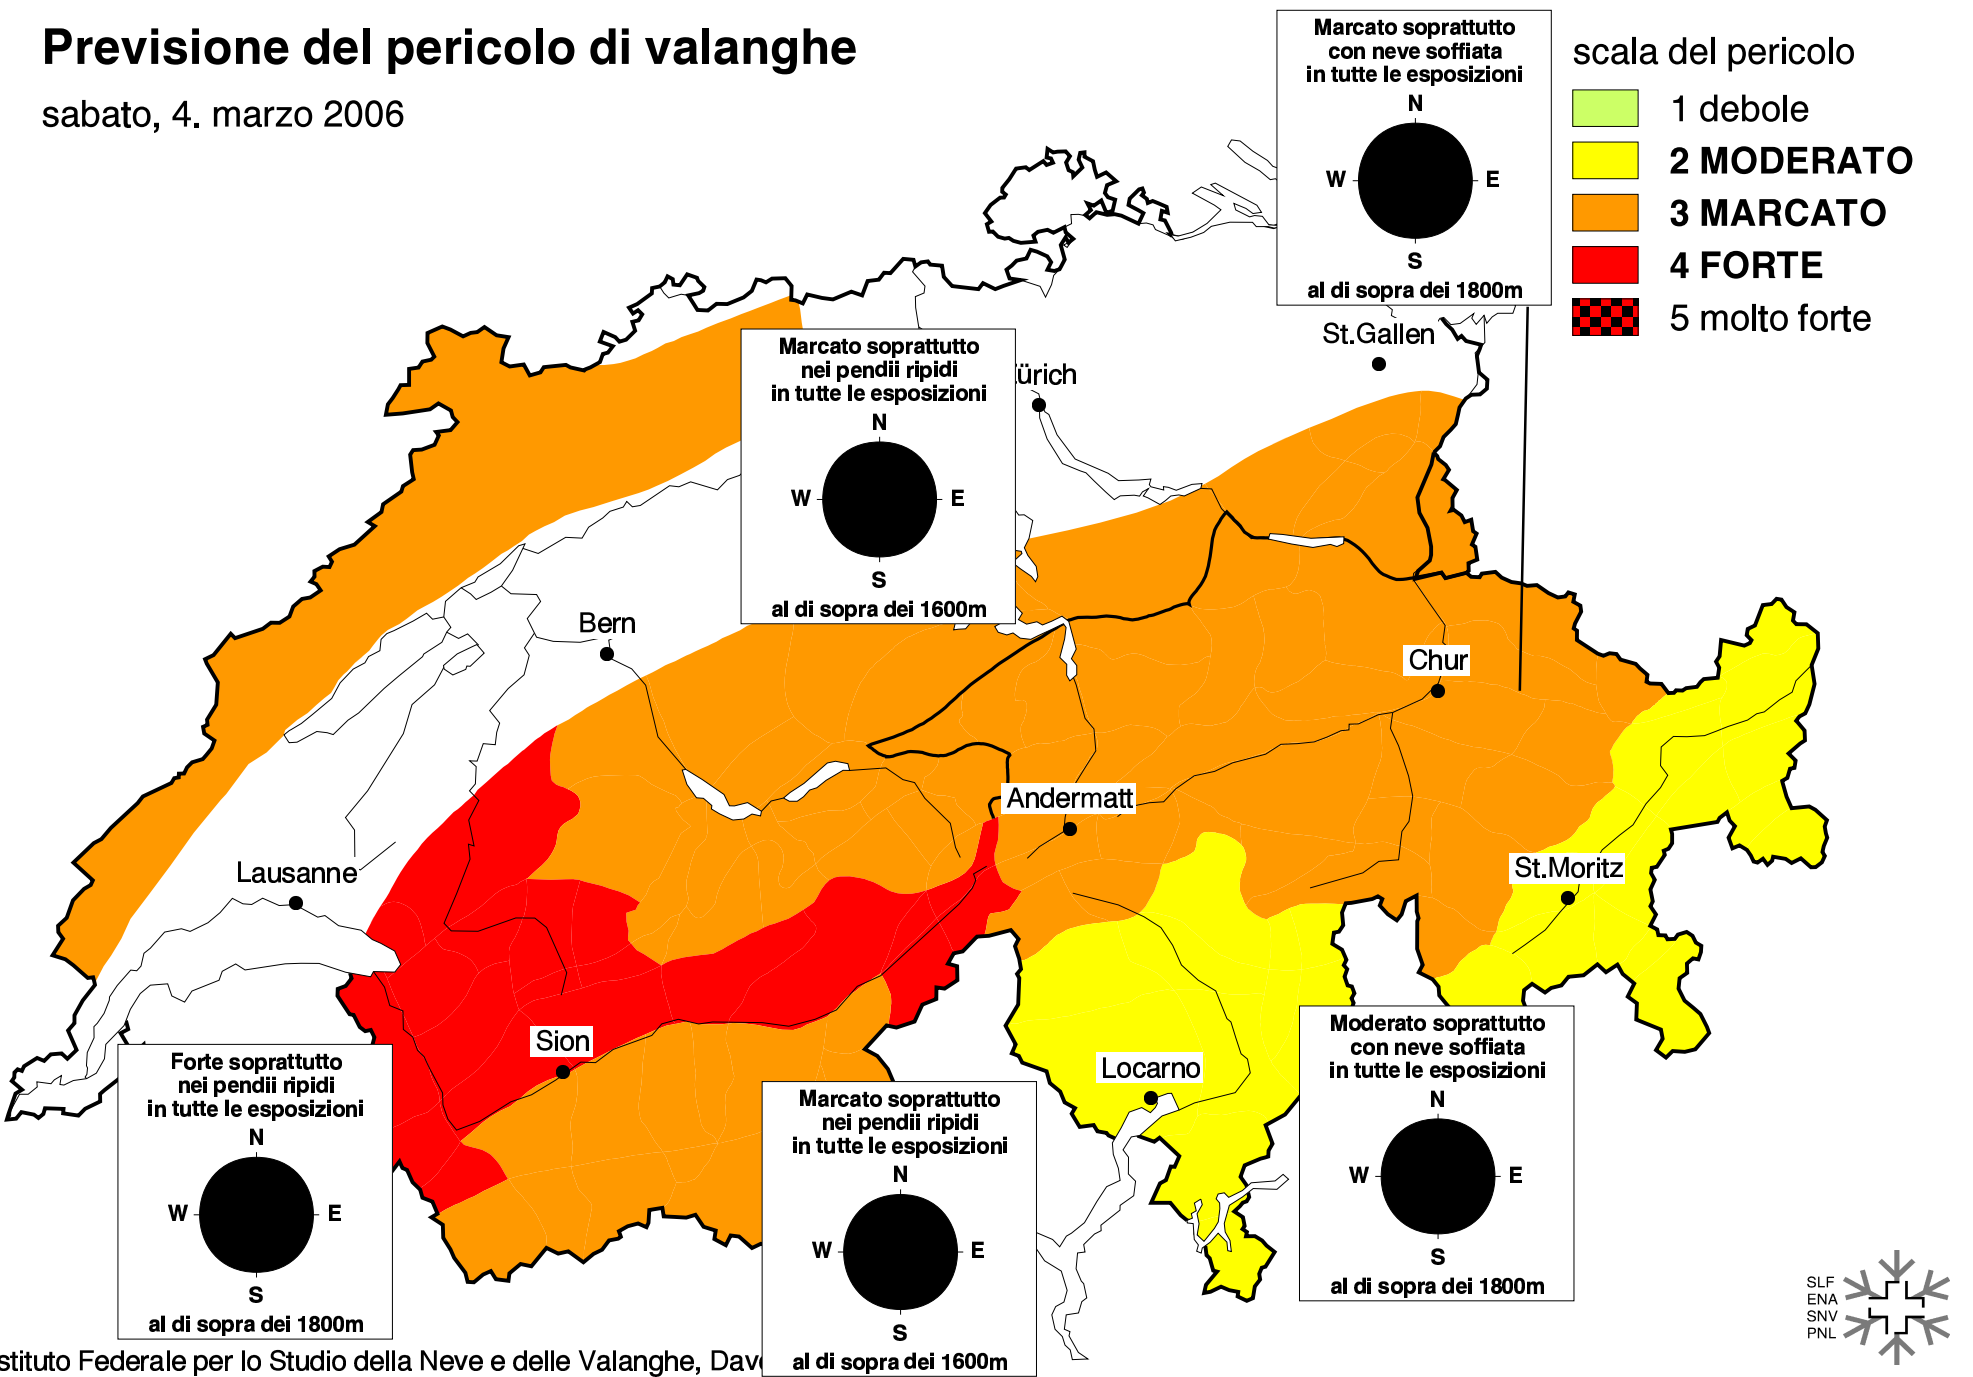 Previsione del pericolo di valanghe
sabato, 4. marzo 2006
Marcato soprattutto
con neve soffiata
in tutte le esposizioni
N
W
E
S
al di sopra dei 1800m
scala del pericolo
1 debole
2 MODERATO
3 MARCATO
4 FORTE
5 molto forte
St.Gallen
ürich
Marcato soprattutto
nei pendii ripidi
in tutte le esposizioni
N
W
E
S
al di sopra dei 1600m
Bern
Chur
Andermatt
Lausanne
St.Moritz
Sion
Locarno
Forte soprattutto
nei pendii ripidi
in tutte le esposizioni
N
W
E
S
al di sopra dei 1800m
Marcato soprattutto
nei pendii ripidi
in tutte le esposizioni
N
W
E
S
al di sopra dei 1600m
Moderato soprattutto
con neve soffiata
in tutte le esposizioni
N
W
E
S
al di sopra dei 1800m
SLF
ENA
SNV
PNL
stituto Federale per lo Studio della Neve e delle Valanghe, Dav